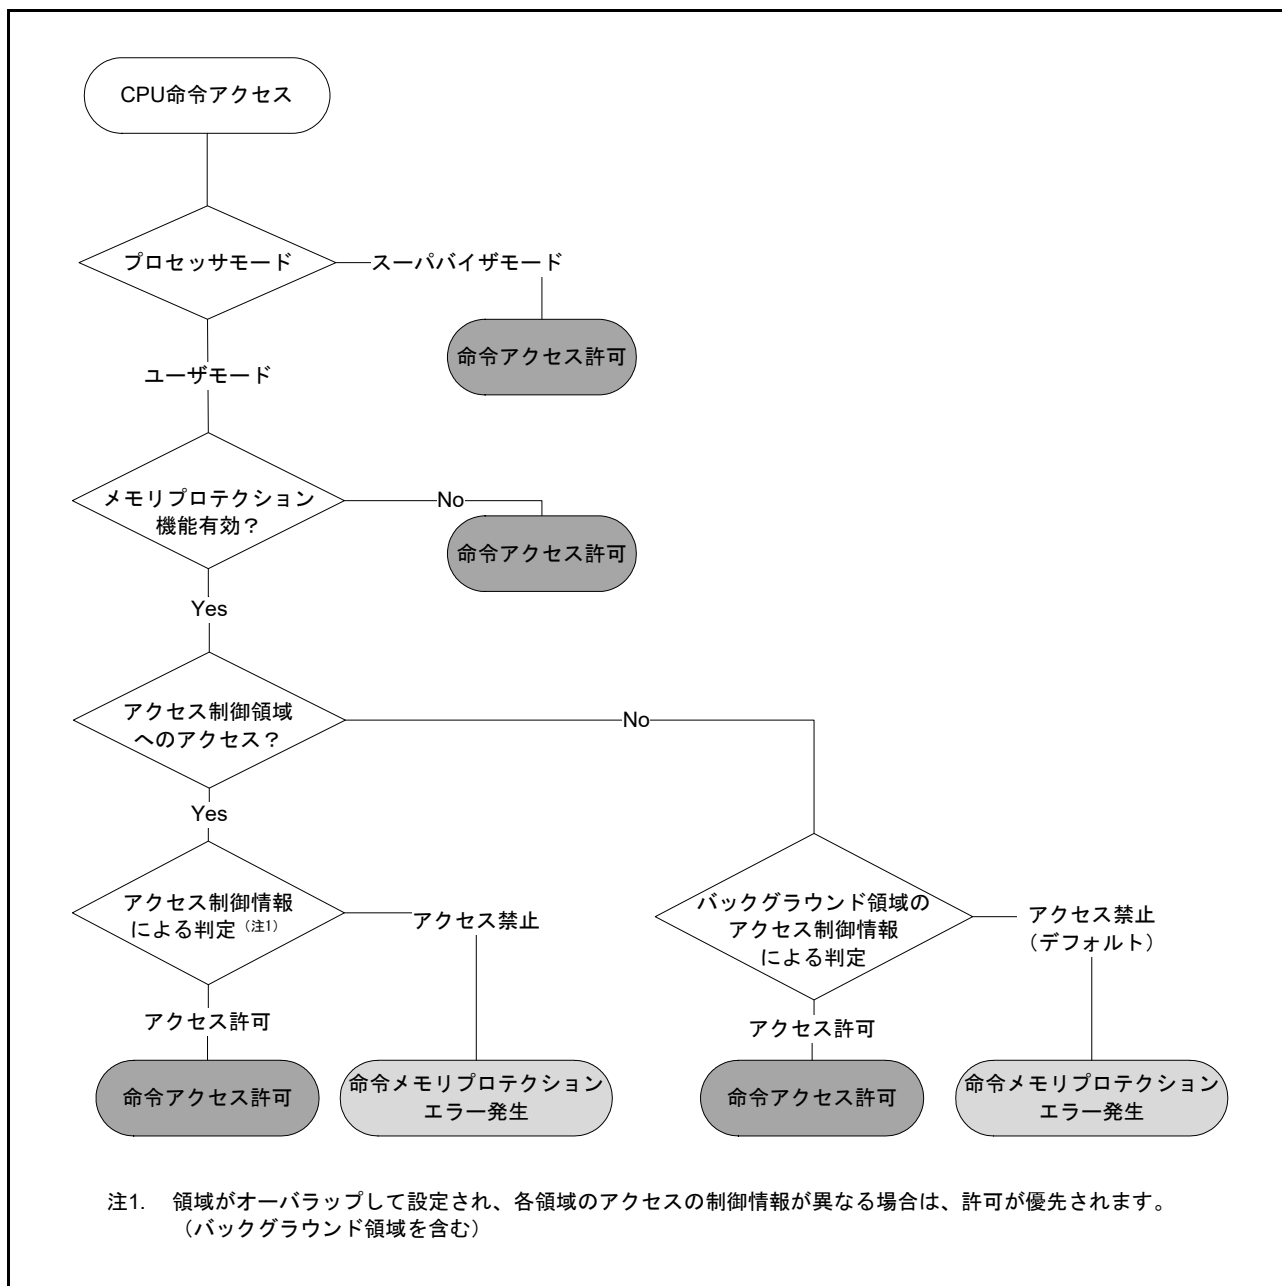 CPU命令アクセス
プロセッサモード
スーパバイザモード
命令アクセス許可
ユーザモード
メモリプロテクション
機能有効？
No
命令アクセス許可
Yes
アクセス制御領域
へのアクセス？
No
Yes
アクセス制御情報
による判定（注1）
アクセス禁止
バックグラウンド領域の
アクセス制御情報
による判定
アクセス禁止
（デフォルト）
アクセス許可
アクセス許可
命令アクセス許可
命令メモリプロテクション
エラー発生
命令アクセス許可
命令メモリプロテクション
エラー発生
注1. 領域がオーバラップして設定され、各領域のアクセスの制御情報が異なる場合は、許可が優先されます。
（バックグラウンド領域を含む）